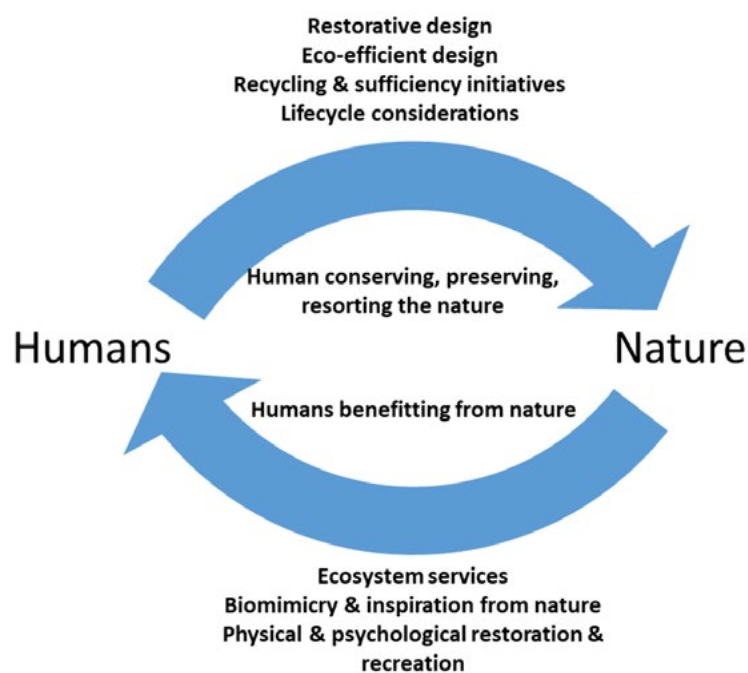 Restorative design
Eco-efficient design
Recycling & sufficiency initiatives
Lifecycle considerations
Human conserving, preserving,
resorting the nature
Humans
Nature
Humans benefitting from nature
Ecosystem services
Biomimicry & inspiration from nature
Physical & psychological restoration &
recreation